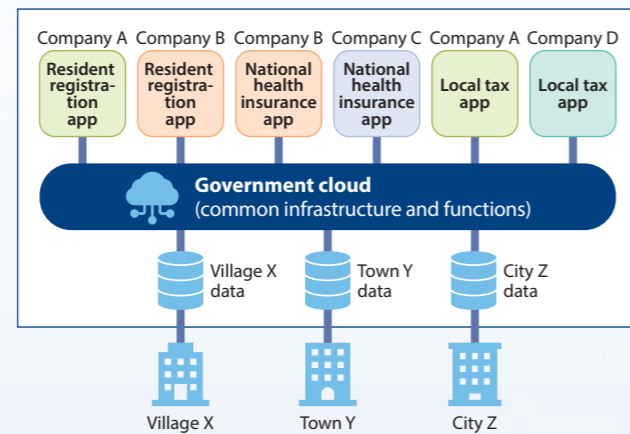 Company A
Company B
Company B
Company C
Company A
Company D
Resident
registra-
tion
app
Resident
registra-
tion
app
National
health
insurance
app
National
health
insurance
app
Local tax
app
Local tax
app
Government cloud
(common infrastructure and functions)
Village X
data
Town Y
data
City Z
data
Village X
Town Y
City Z